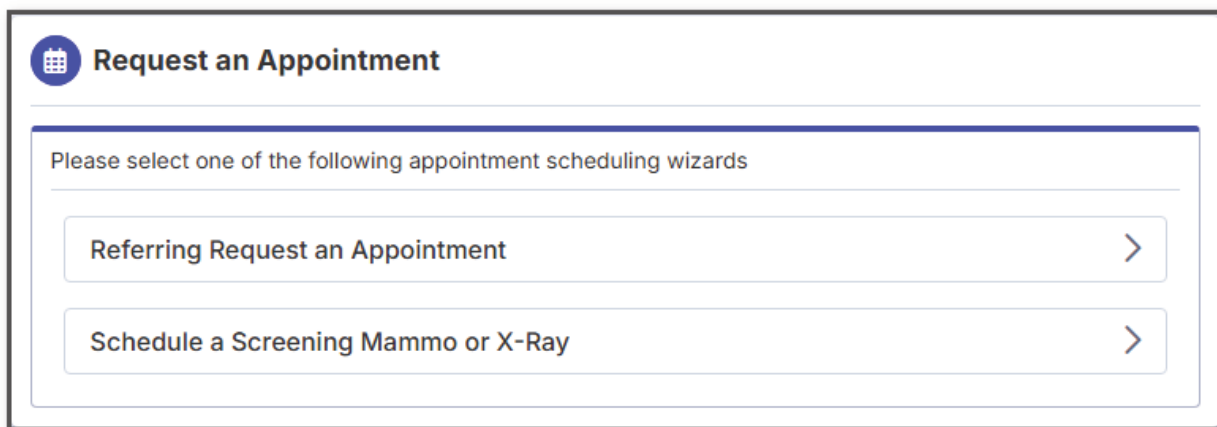 Request an Appointment
Please select one of the following appointment scheduling wizards
Referring Request an Appointment
Schedule a Screening Mammo or X-Ray